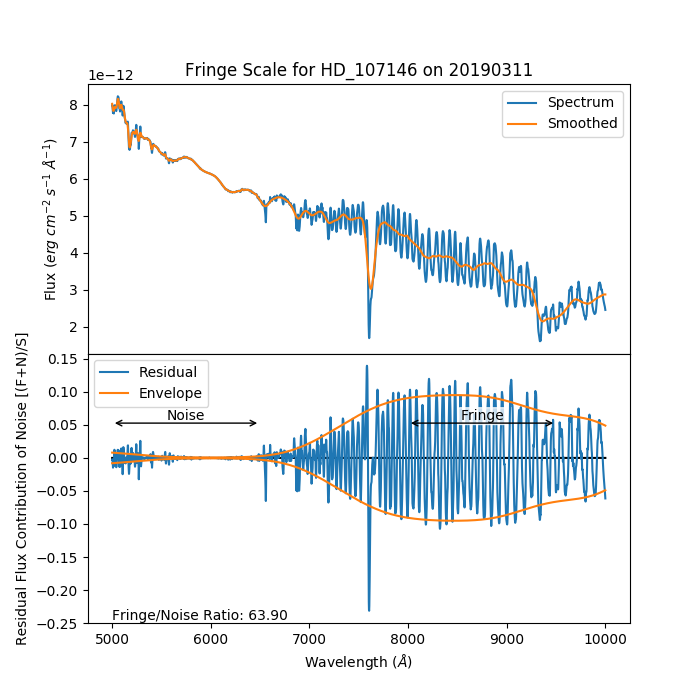 Fringe Scale for HD_107146 on 20190311
1e−12
8
7
6
5
4
3
2
Flux (erg cm−2 s−1 Å−1)
Spectrum
Smoothed
0.15
0.10
0.05
0.00
−0.05
−0.10
−0.15
−0.20
−0.25
Residual Flux Contribution of Noise [(F+N)/S]
Residual
Envelope
Noise
Fringe
Fringe/Noise Ratio: 63.90
5000 6000 7000 8000 9000 10000
Wavelength (Å)